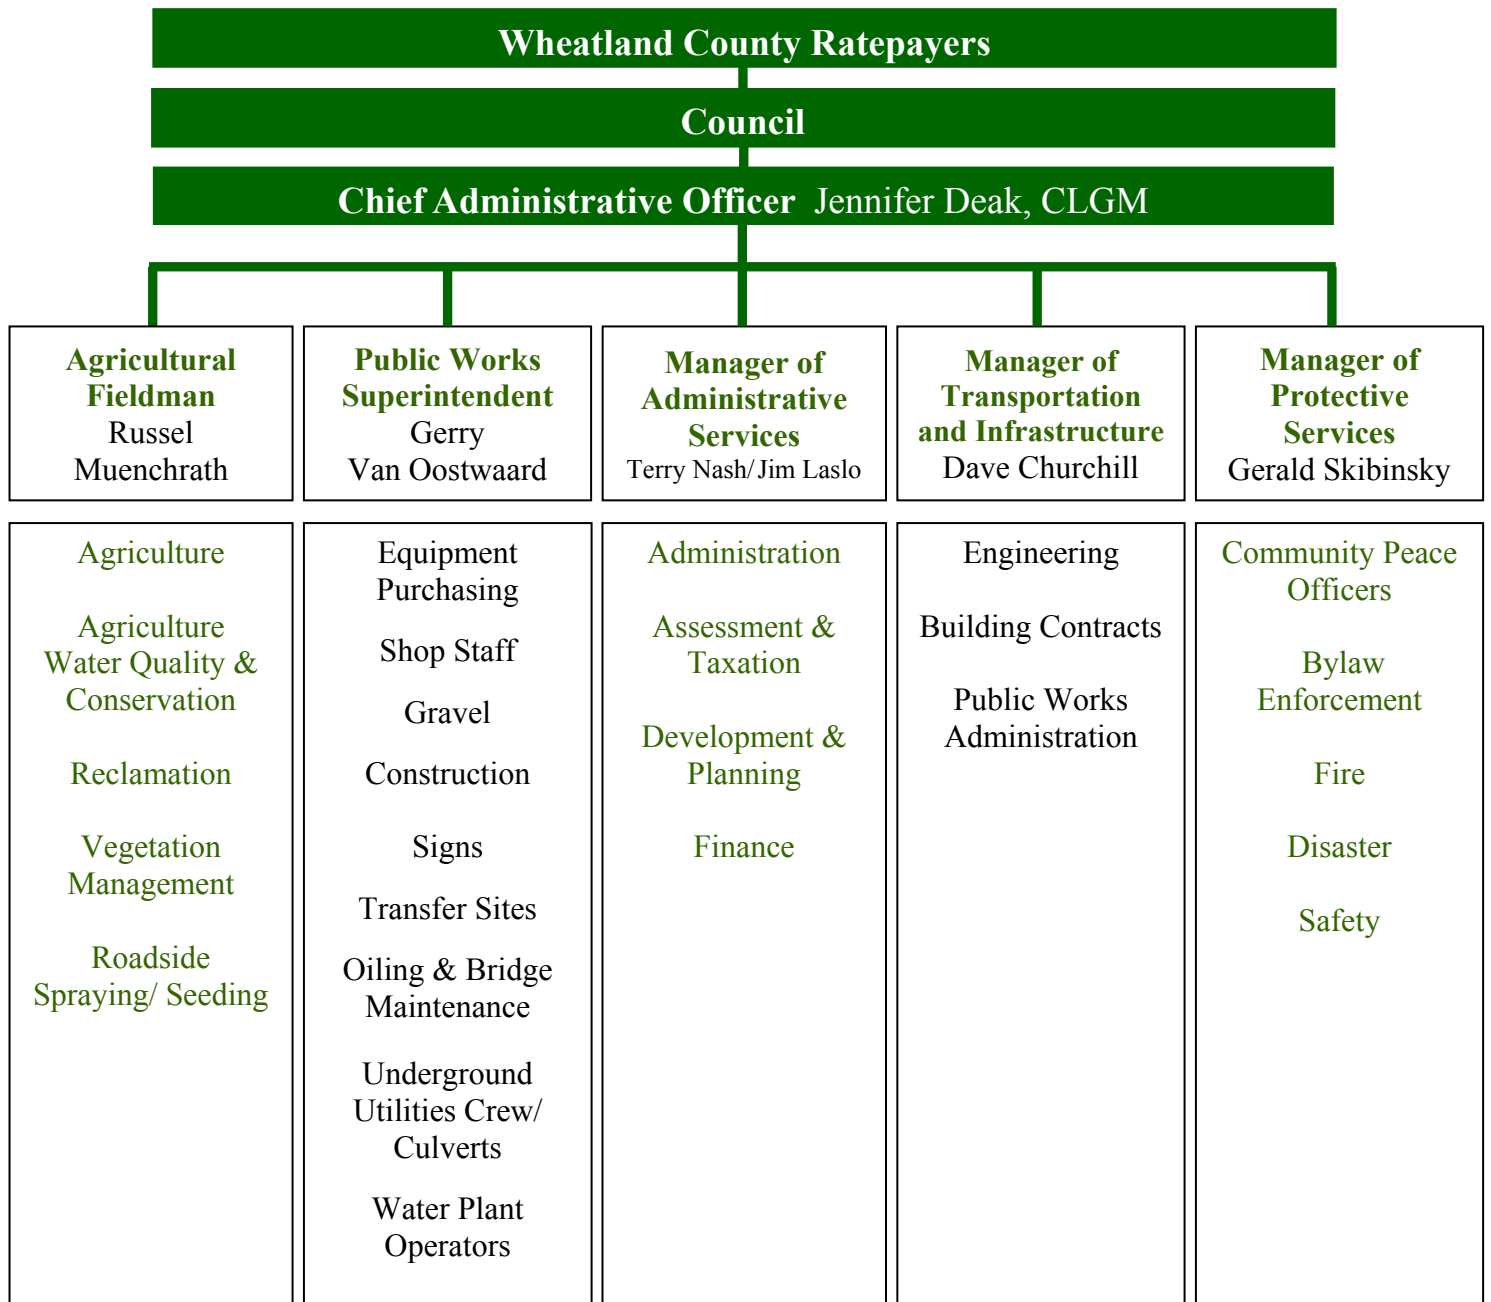 Wheatland County Ratepayers
Council
Chief Administrative Officer Jennifer Deak, CLGM
Agricultural
Fieldman
Russel
Muenchrath
Public Works
Superintendent
Gerry
Van Oostwaard
Manager of
Administrative
Services
Terry Nash/Jim Laslo
Manager of
Transportation
and Infrastructure
Dave Churchill
Manager of
Protective
Services
Gerald Skibinsky
Agriculture
Agriculture
Water Quality &
Conservation
Reclamation
Vegetation
Management
Roadside
Spraying/ Seeding
Equipment
Purchasing
Shop Staff
Gravel
Construction
Signs
Transfer Sites
Oiling & Bridge
Maintenance
Underground
Utilities Crew/
Culverts
Water Plant
Operators
Administration
Assessment &
Taxation
Development &
Planning
Finance
Engineering
Building Contracts
Public Works
Administration
Community Peace
Officers
Bylaw
Enforcement
Fire
Disaster
Safety